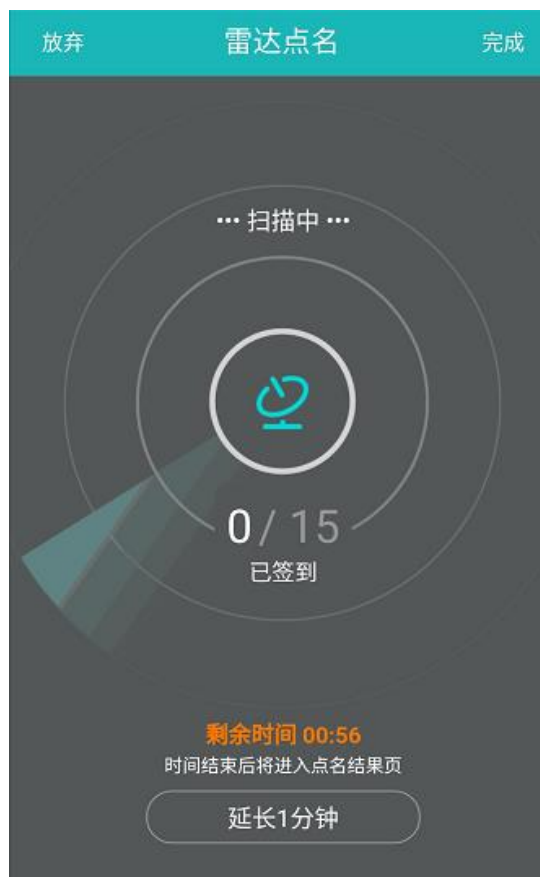 放弃 雷达点名 完成
••• 扫描中 •••
0 / 15
已签到
剩余时间 00:56
时间结束后将进入点名结果页
延长1分钟